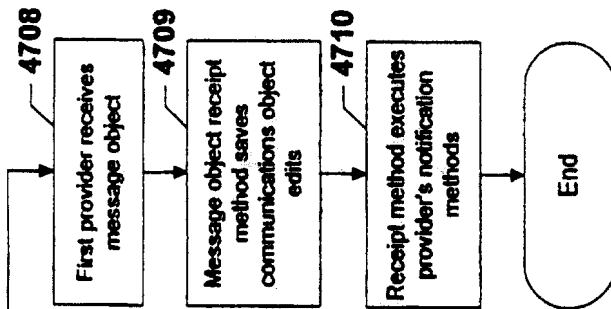 4708
First provider receives
message object
4709
Message object receipt
method saves
communications object
edits
4710
Receipt method executes
provider's notification
methods
End